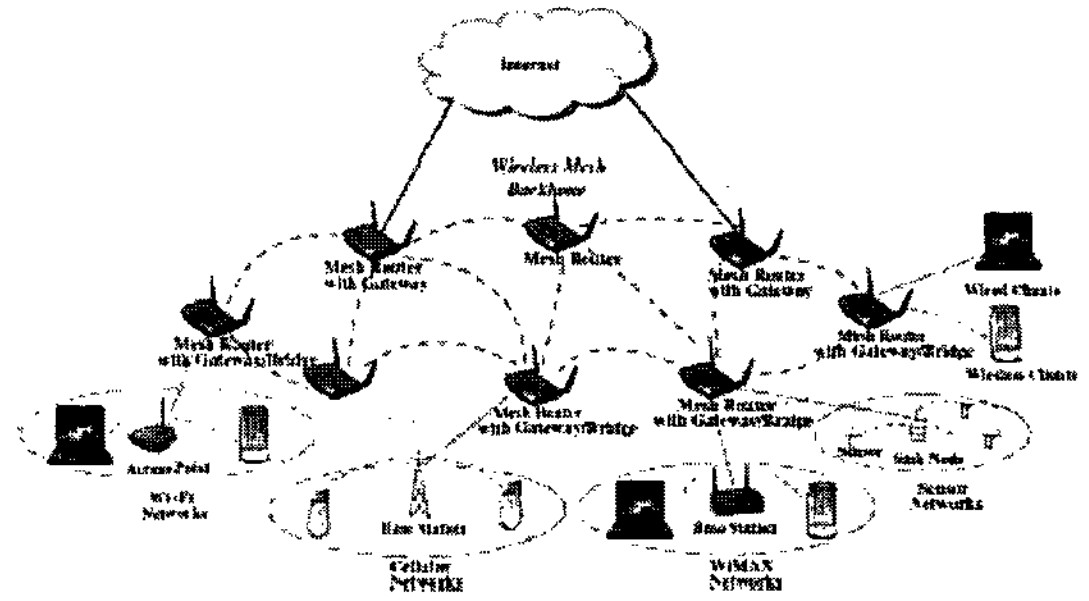 Internet
Wireless Mesh
Backbone
Mesh Router
with Gateway
Mesh Router
Mesh Router
with Gateway
Wired Clients
Mesh Router
with Gateway/Bridge
Mesh Router
with Gateway/Bridge
Wireless Clients
Mesh Router
with Gateway/Bridge
Mesh Router
with Gateway/Bridge
Access Point
Wi-Fi
Networks
Sensor
Sink Node
Sensor
Networks
Base Station
Base Station
Cellular
Networks
WiMAX
Networks